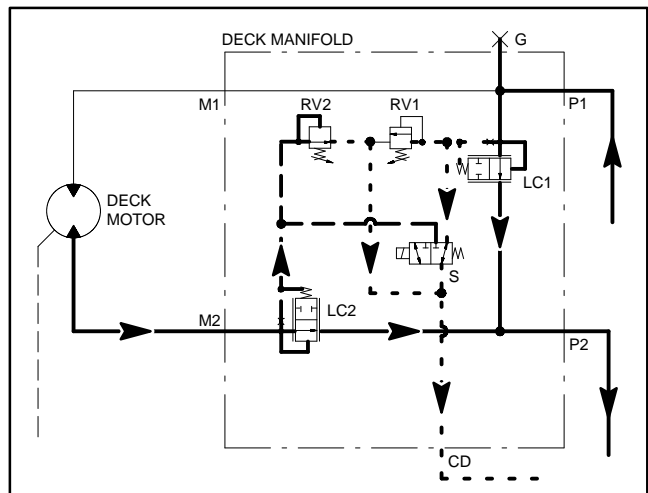 DECK MANIFOLD
G
M1
RV2
RV1
P1
LC1
DECK
MOTOR
S
M2
LC2
P2
CD